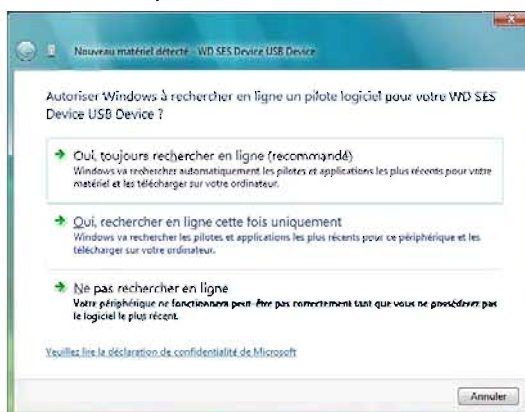 Nouveau matériel détecté - WD SES Device USB Device
Autoriser Windows à rechercher en ligne un pilote logiciel pour votre WD SES
Device USB Device ?
Oui, toujours rechercher en ligne (recommandé)
Windows va rechercher automatiquement les pilotes et applications les plus récents pour votre
matériel et les télécharger sur votre ordinateur.
Oui, rechercher en ligne cette fois uniquement
Windows va rechercher les pilotes et applications les plus récents pour ce périphérique et les
télécharger sur votre ordinateur.
Ne pas rechercher en ligne
Votre périphérique ne fonctionnera peut-être pas correctement tant que vous ne posséderez pas
le logiciel le plus récent.
Veuillez lire la déclaration de confidentialité de Microsoft
Annuler